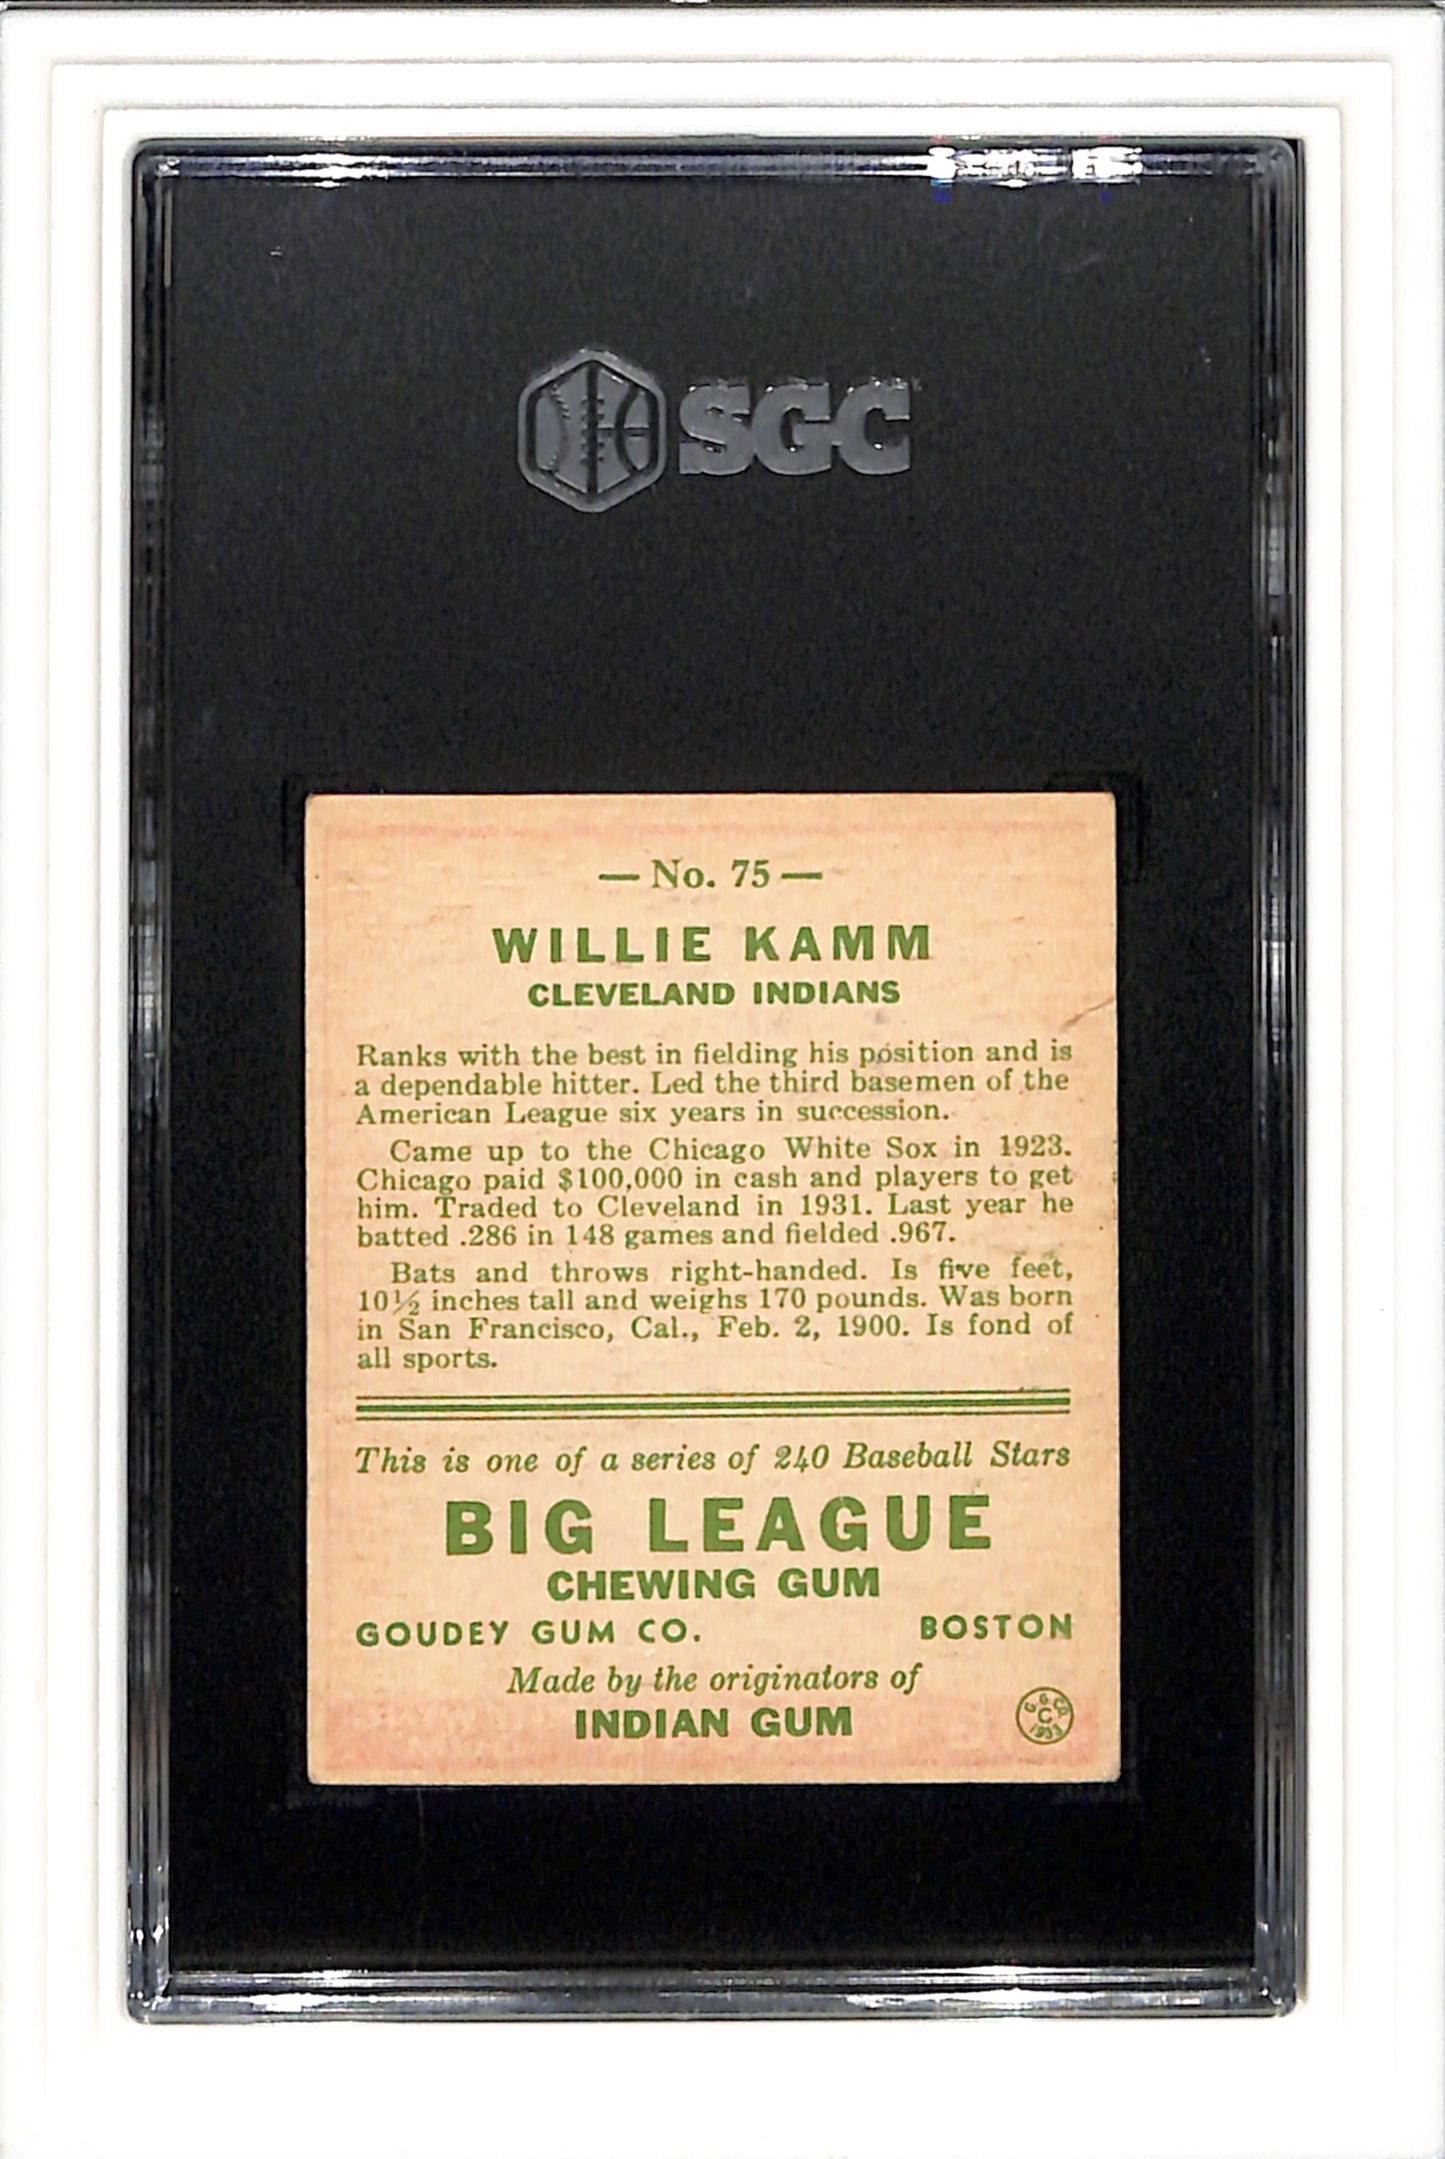 SGC
— No. 75 —
WILLIE KAMM
CLEVELAND INDIANS
Ranks with the best in fielding his position and is
a dependable hitter. Led the third basemen of the
American League six years in succession.
Came up to the Chicago White Sox in 1923.
Chicago paid $100,000 in cash and players to get
him. Traded to Cleveland in 1931. Last year he
batted .286 in 148 games and fielded .967.
Bats and throws right-handed. Is five feet,
10½ inches tall and weighs 170 pounds. Was born
in San Francisco, Cal., Feb. 2, 1900. Is fond of
all sports.
This is one of a series of 240 Baseball Stars
BIG LEAGUE
CHEWING GUM
GOUDEY GUM CO. BOSTON
Made by the originators of
INDIAN GUM
G. G. CO.
C.
1933